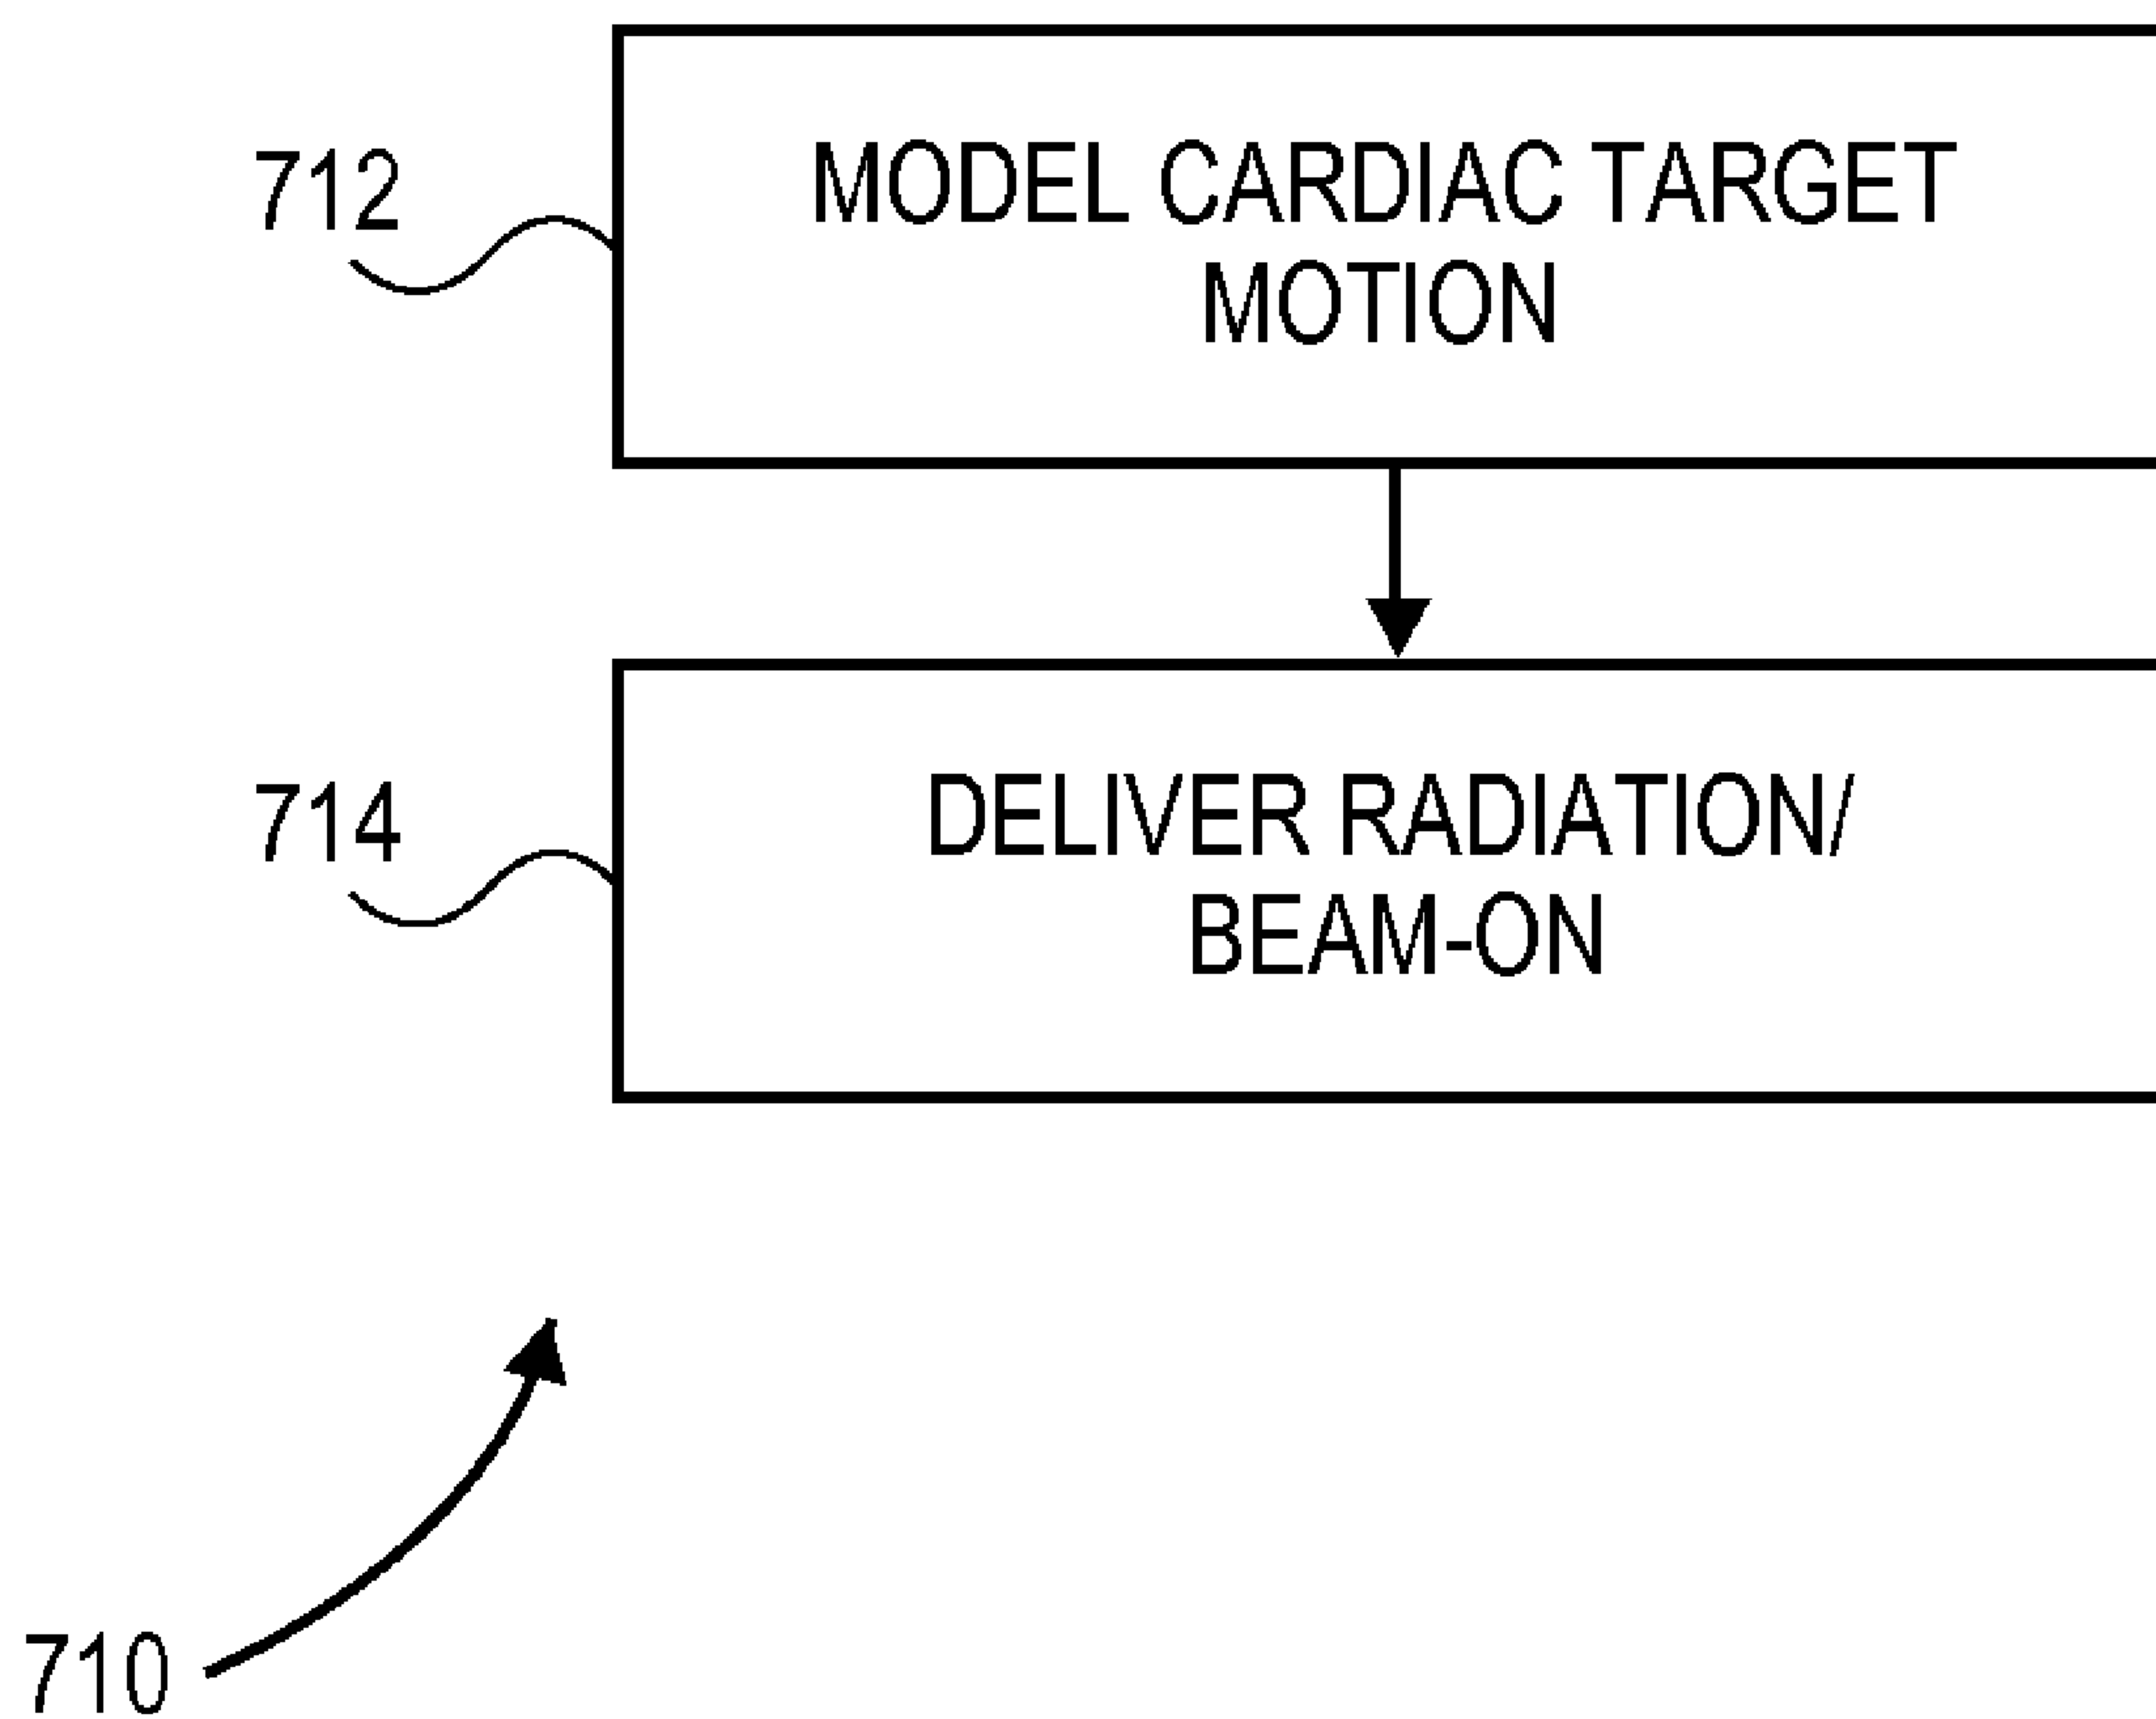 712
MODEL CARDIAC TARGET
MOTION
714
DELIVER RADIATION/
BEAM-ON
710